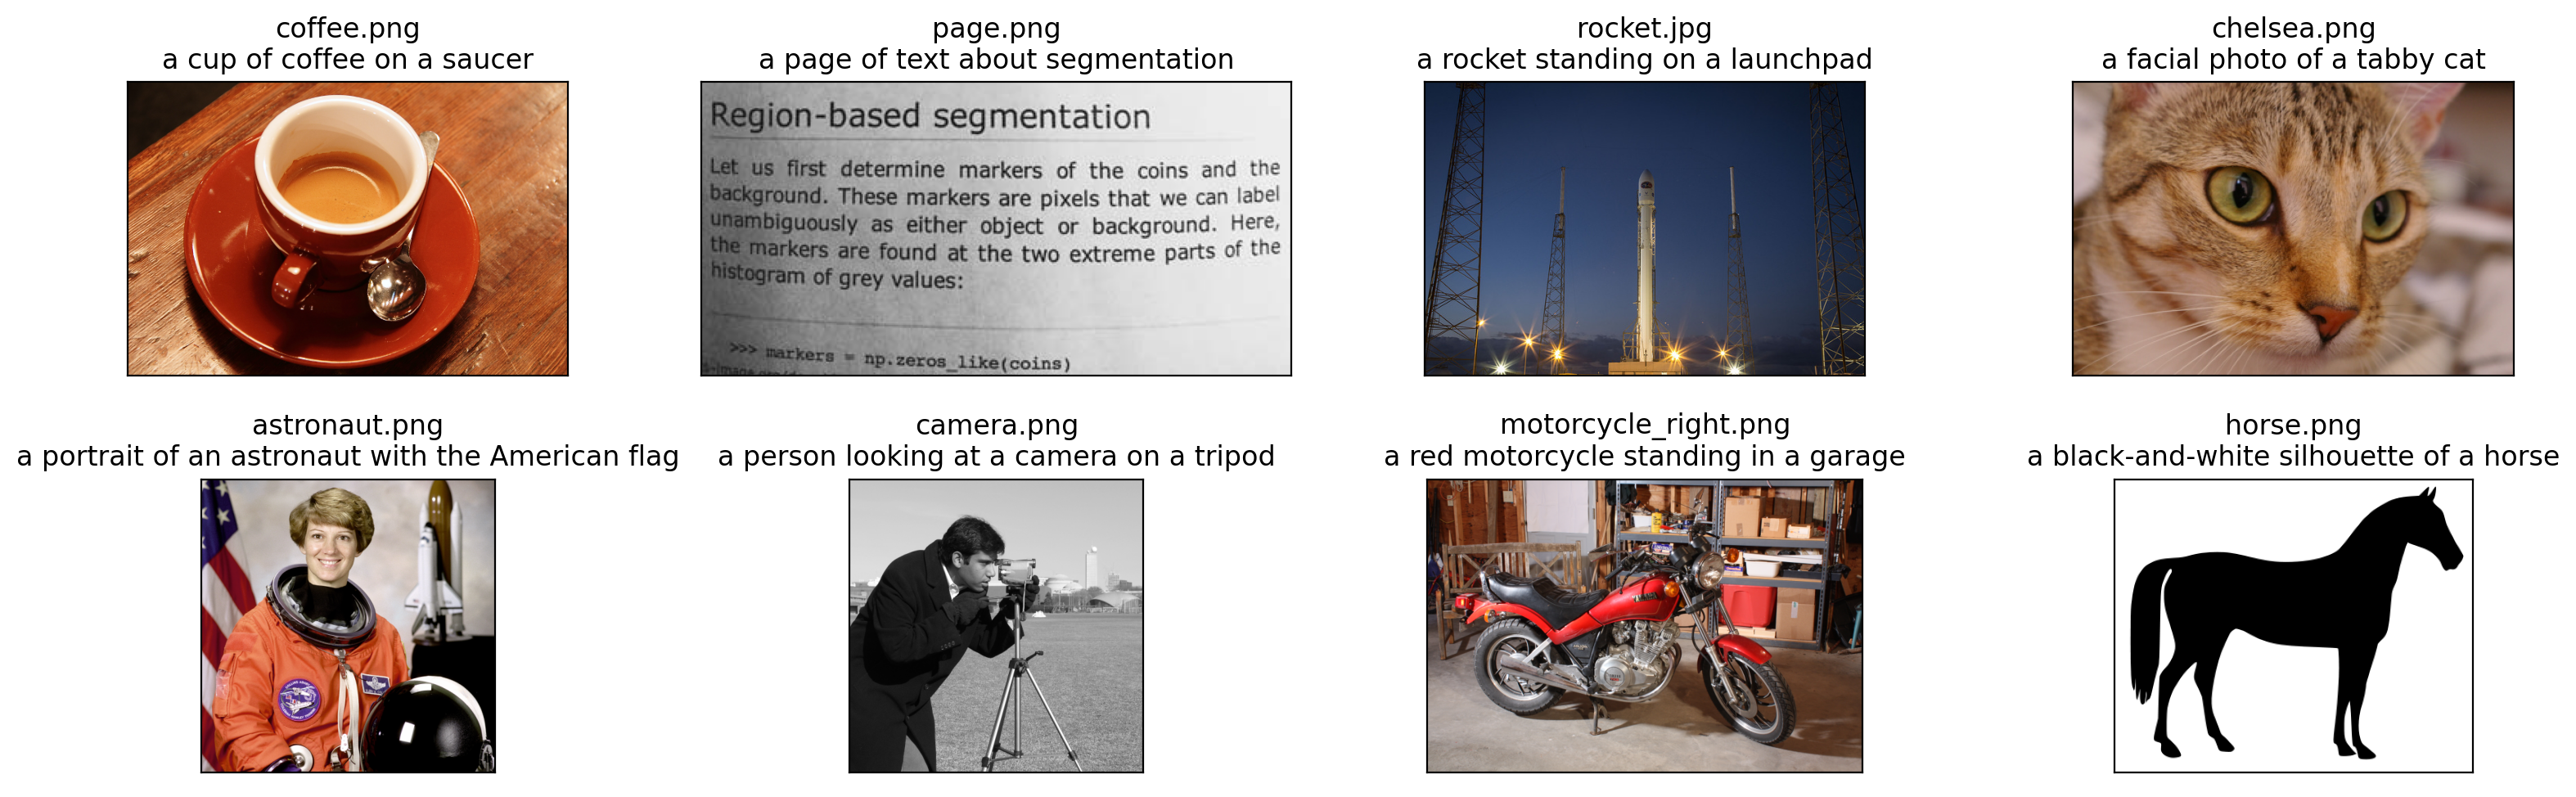 coffee.png
a cup of coffee on a saucer
page.png
a page of text about segmentation
rocket.jpg
a rocket standing on a launchpad
chelsea.png
a facial photo of a tabby cat
Region-based segmentation
Let us first determine markers of the coins and the
background. These markers are pixels that we can label
unambiguously as either object or background. Here,
the markers are found at the two extreme parts of the
histogram of grey values:
>>> markers = np.zeros_like(coins)
astronaut.png
a portrait of an astronaut with the American flag
camera.png
a person looking at a camera on a tripod
motorcycle_right.png
a red motorcycle standing in a garage
horse.png
a black-and-white silhouette of a horse